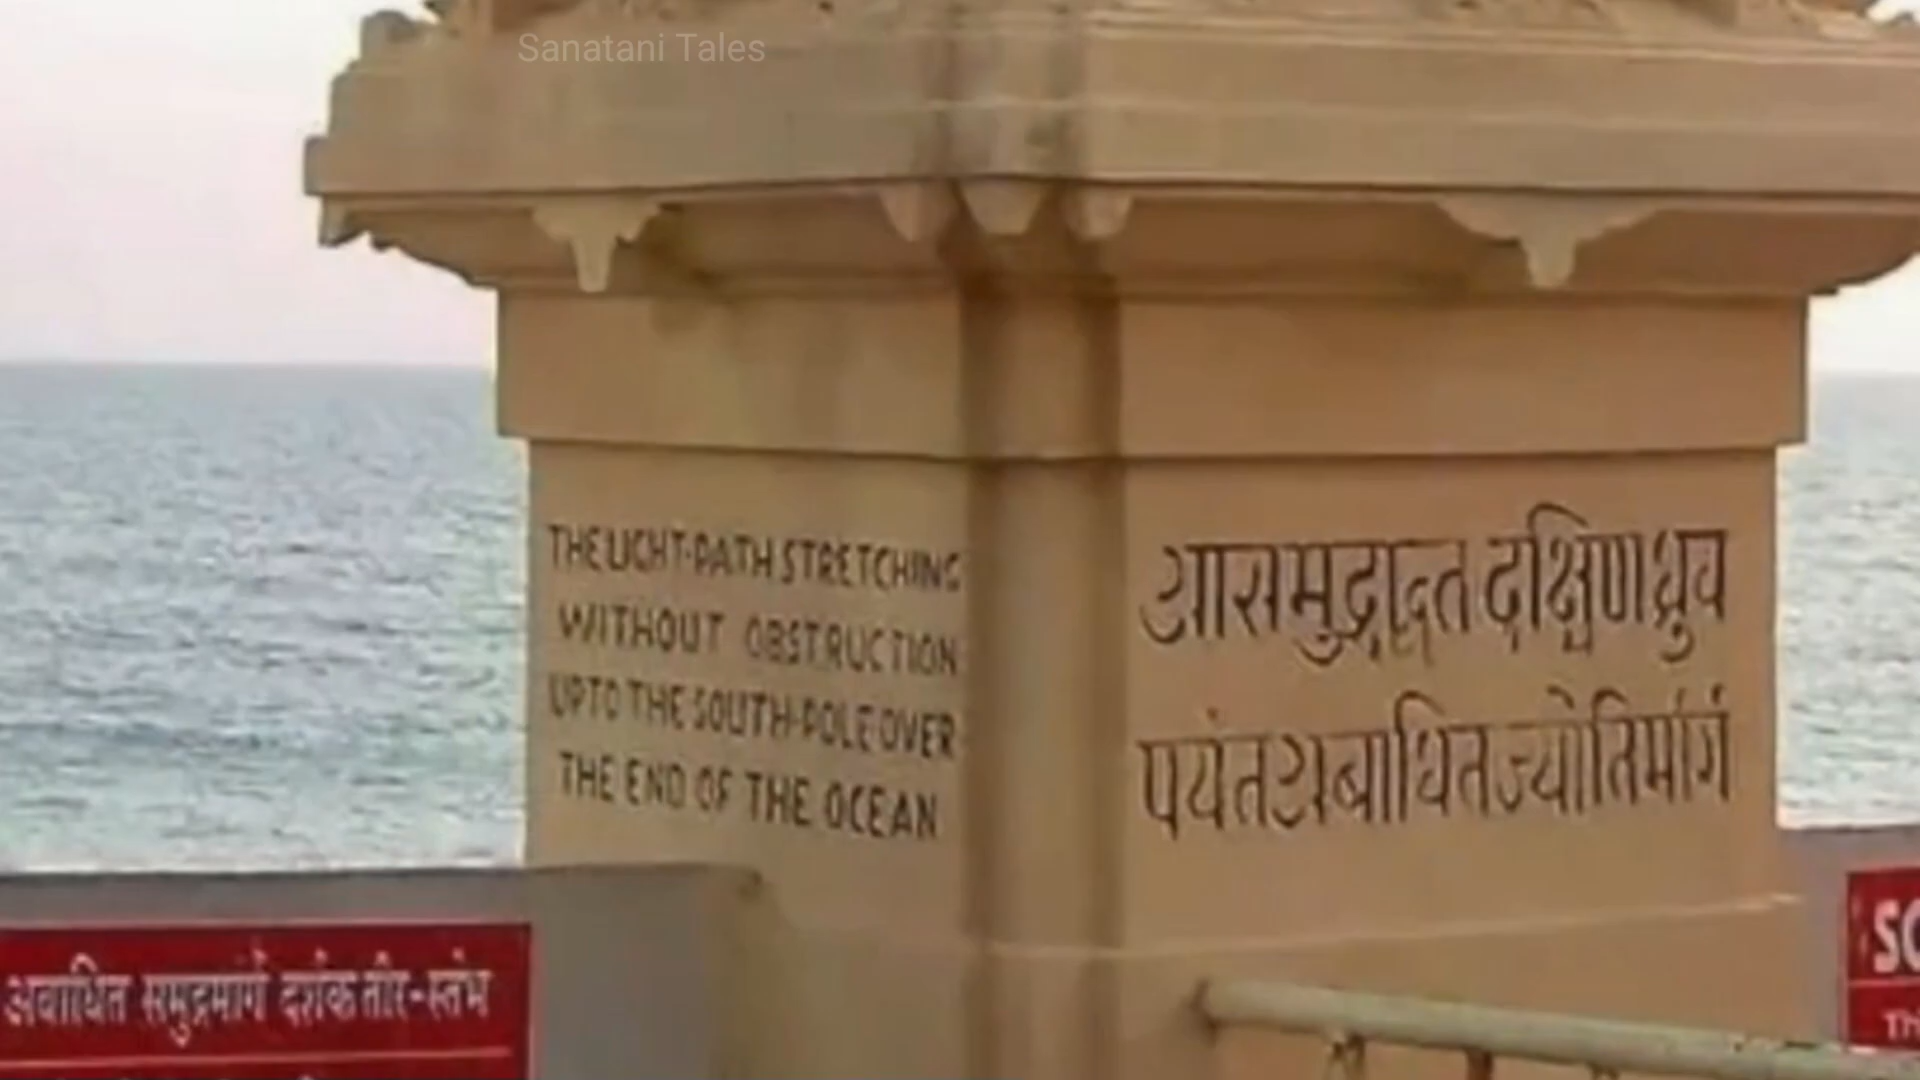 Sanatani Tales
THE LIGHT-PATH STRETCHING
WITHOUT OBSTRUCTION
UPTO THE SOUTH-POLE OVER
THE END OF THE OCEAN
आसमुद्रान्त दक्षिण ध्रुव
पर्यंत अबाधित ज्योतिर्मार्ग
अबाधित समुद्रमार्ग दर्शक तीर-स्तंभ